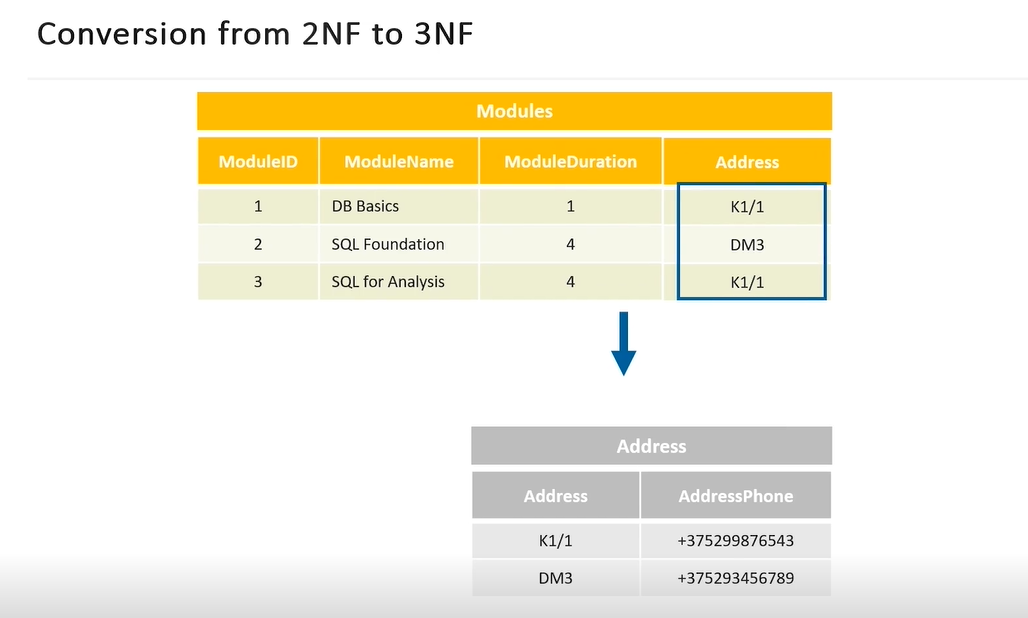 Conversion from 2NF to 3NF
Modules
ModuleID ModuleName ModuleDuration Address
1 DB Basics 1 K1/1
2 SQL Foundation 4 DM3
3 SQL for Analysis 4 K1/1
Address
Address AddressPhone
K1/1 +375299876543
DM3 +375293456789